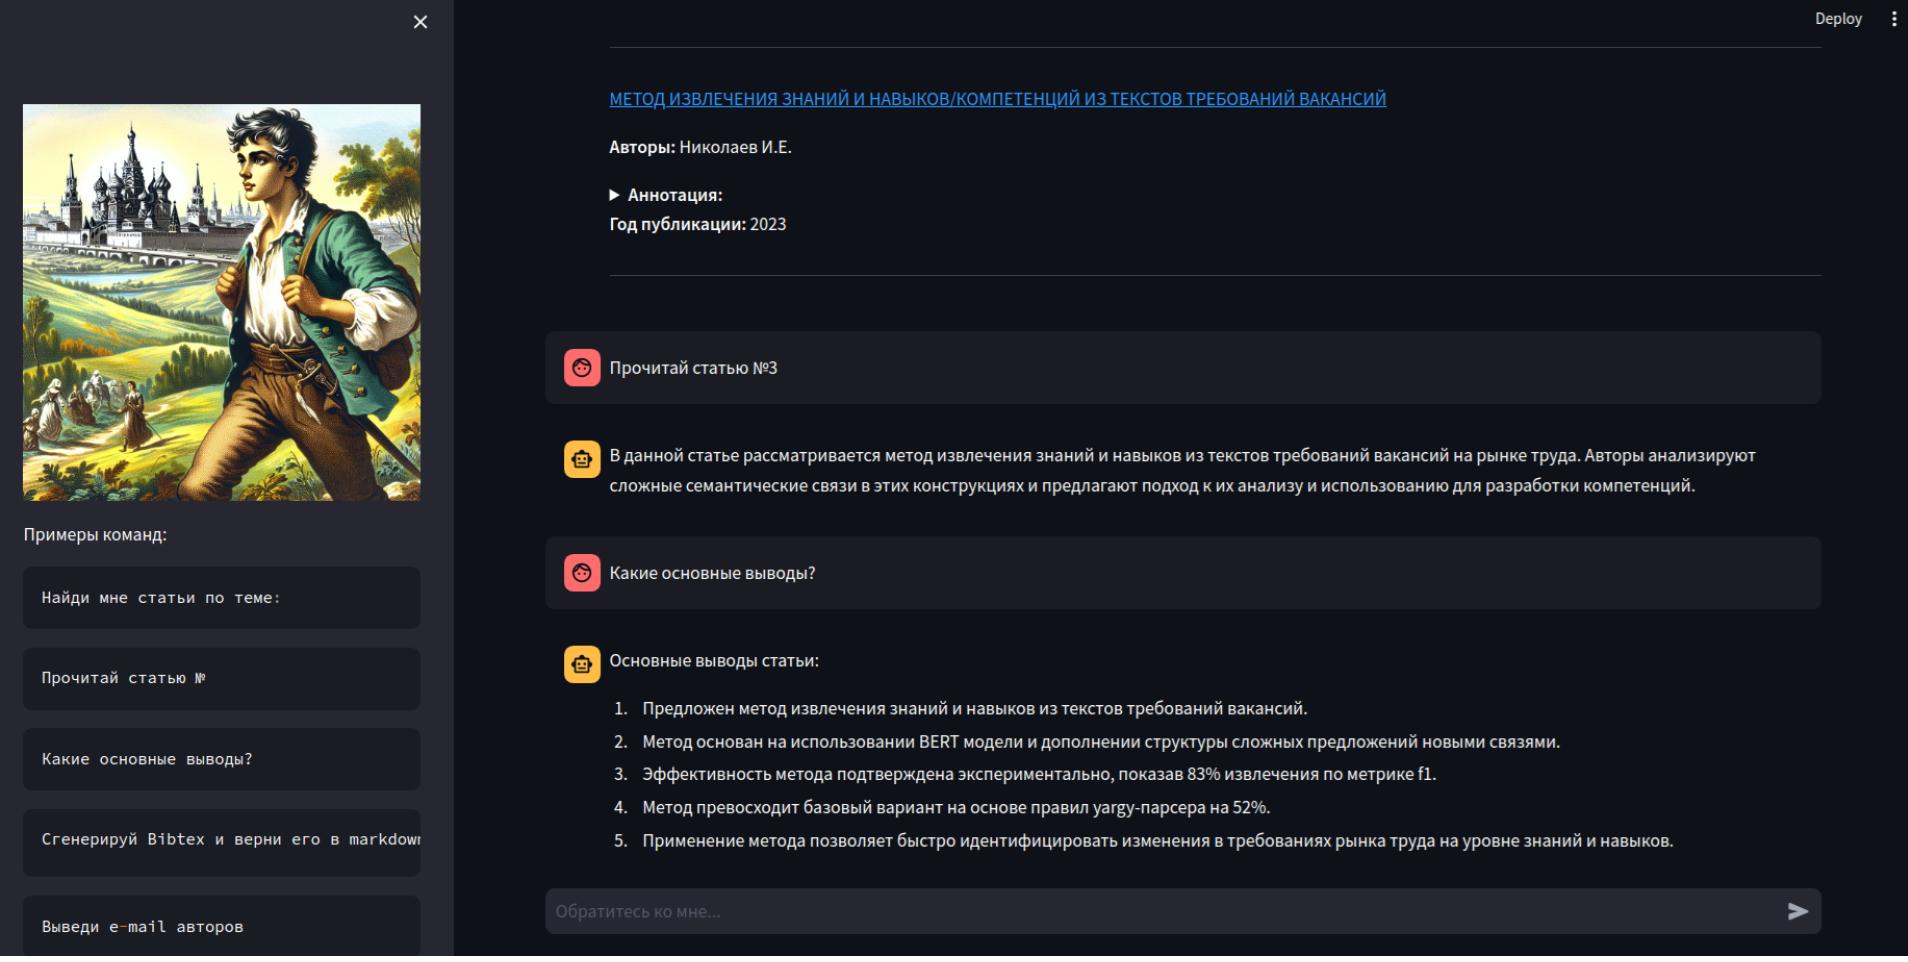 Deploy
Примеры команд:
Найди мне статьи по теме:
Прочитай статью №
Какие основные выводы?
Сгенерируй Bibtex и верни его в markdown
Выведи e-mail авторов
МЕТОД ИЗВЛЕЧЕНИЯ ЗНАНИЙ И НАВЫКОВ/КОМПЕТЕНЦИЙ ИЗ ТЕКСТОВ ТРЕБОВАНИЙ ВАКАНСИЙ
Авторы: Николаев И.Е.
Аннотация:
Год публикации: 2023
Прочитай статью №3
В данной статье рассматривается метод извлечения знаний и навыков из текстов требований вакансий на рынке труда. Авторы анализируют
сложные семантические связи в этих конструкциях и предлагают подход к их анализу и использованию для разработки компетенций.
Какие основные выводы?
Основные выводы статьи:
1. Предложен метод извлечения знаний и навыков из текстов требований вакансий.
2. Метод основан на использовании BERT модели и дополнении структуры сложных предложений новыми связями.
3. Эффективность метода подтверждена экспериментально, показав 83% извлечения по метрике f1.
4. Метод превосходит базовый вариант на основе правил yargy-парсера на 52%.
5. Применение метода позволяет быстро идентифицировать изменения в требованиях рынка труда на уровне знаний и навыков.
Обратитесь ко мне...